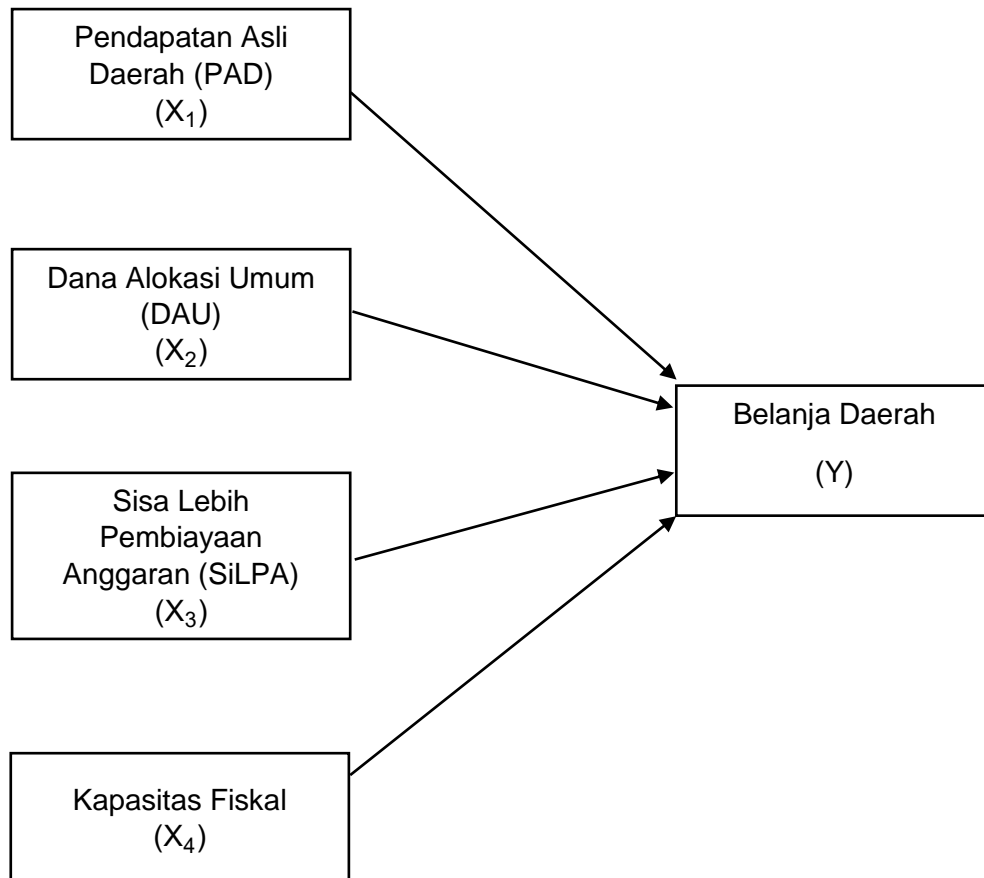 Pendapatan Asli
Daerah (PAD)
(X₁)
Dana Alokasi Umum
(DAU)
(X₂)
Sisa Lebih
Pembiayaan
Anggaran (SiLPA)
(X₃)
Kapasitas Fiskal
(X₄)
Belanja Daerah
(Y)